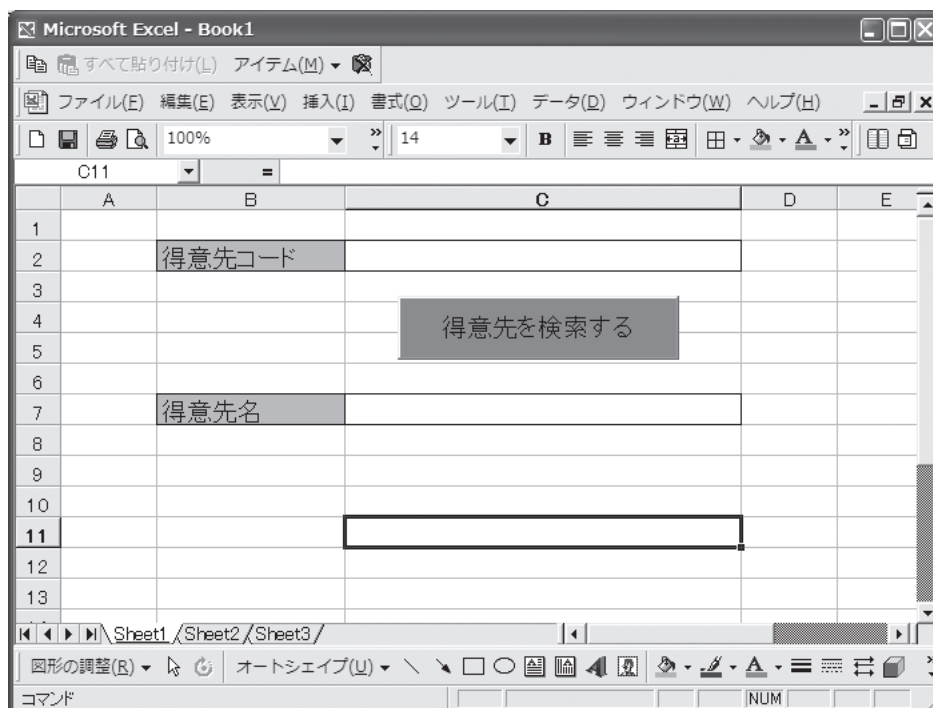 Microsoft Excel - Book1
すべて貼り付け(L) アイテム(M)
ファイル(F) 編集(E) 表示(V) 挿入(I) 書式(O) ツール(T) データ(D) ウィンドウ(W) ヘルプ(H)
100% 14 B A
C11 =
A B C D E
1
2 得意先コード
3
4 得意先を検索する
5
6
7 得意先名
8
9
10
11
12
13
Sheet1 Sheet2 Sheet3
図形の調整(R) オートシェイプ(U) A
コマンド NUM